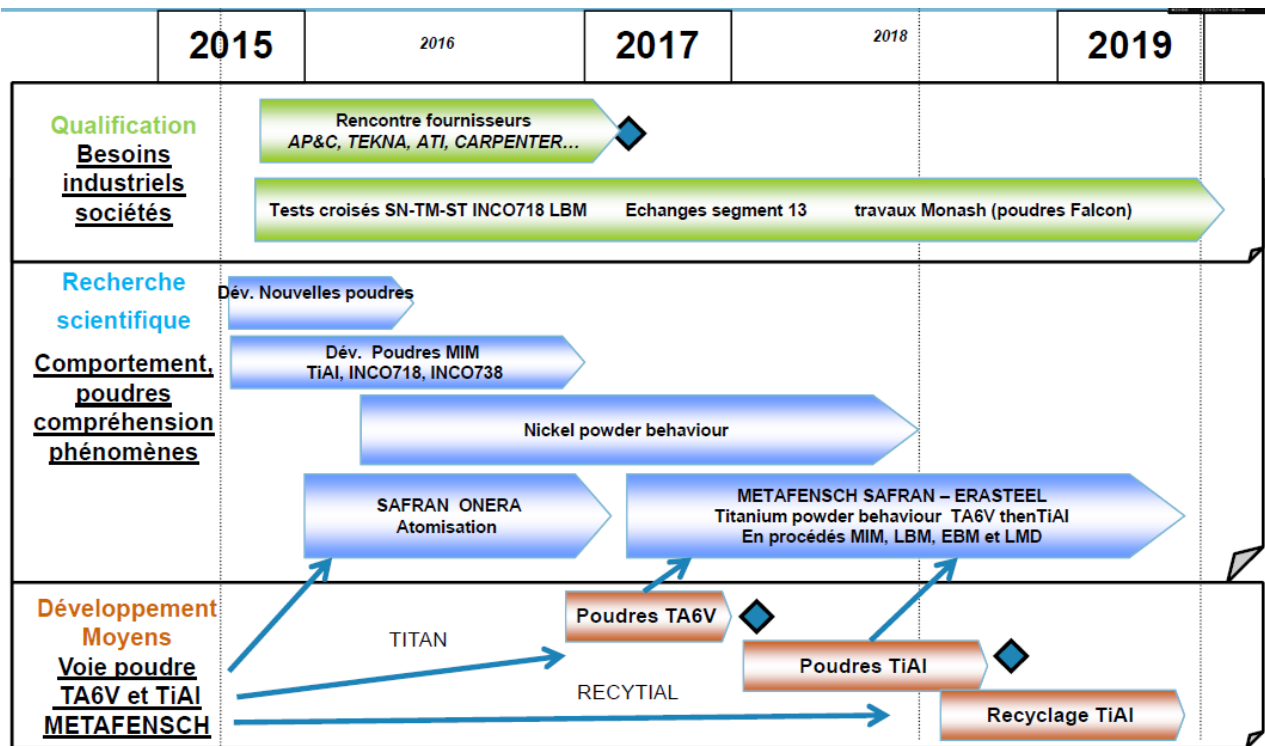 2015
2016
2017
2018
2019
Qualification
Besoins
industriels
sociétés
Rencontre fournisseurs
AP&C, TEKNA, ATI, CARPENTER…
Tests croisés SN-TM-ST INCO718 LBM Echanges segment 13 travaux Monash (poudres Falcon)
Recherche
scientifique
Comportement,
poudres
compréhension
phénomènes
Dév. Nouvelles poudres
Dév. Poudres MIM
TiAl, INCO718, INCO738
Nickel powder behaviour
SAFRAN ONERA
Atomisation
METAFENSCH SAFRAN – ERASTEEL
Titanium powder behaviour TA6V thenTiAl
En procédés MIM, LBM, EBM et LMD
Développement
Moyens
Voie poudre
TA6V et TiAl
METAFENSCH
TITAN
RECYTIAL
Poudres TA6V
Poudres TiAl
Recyclage TiAl